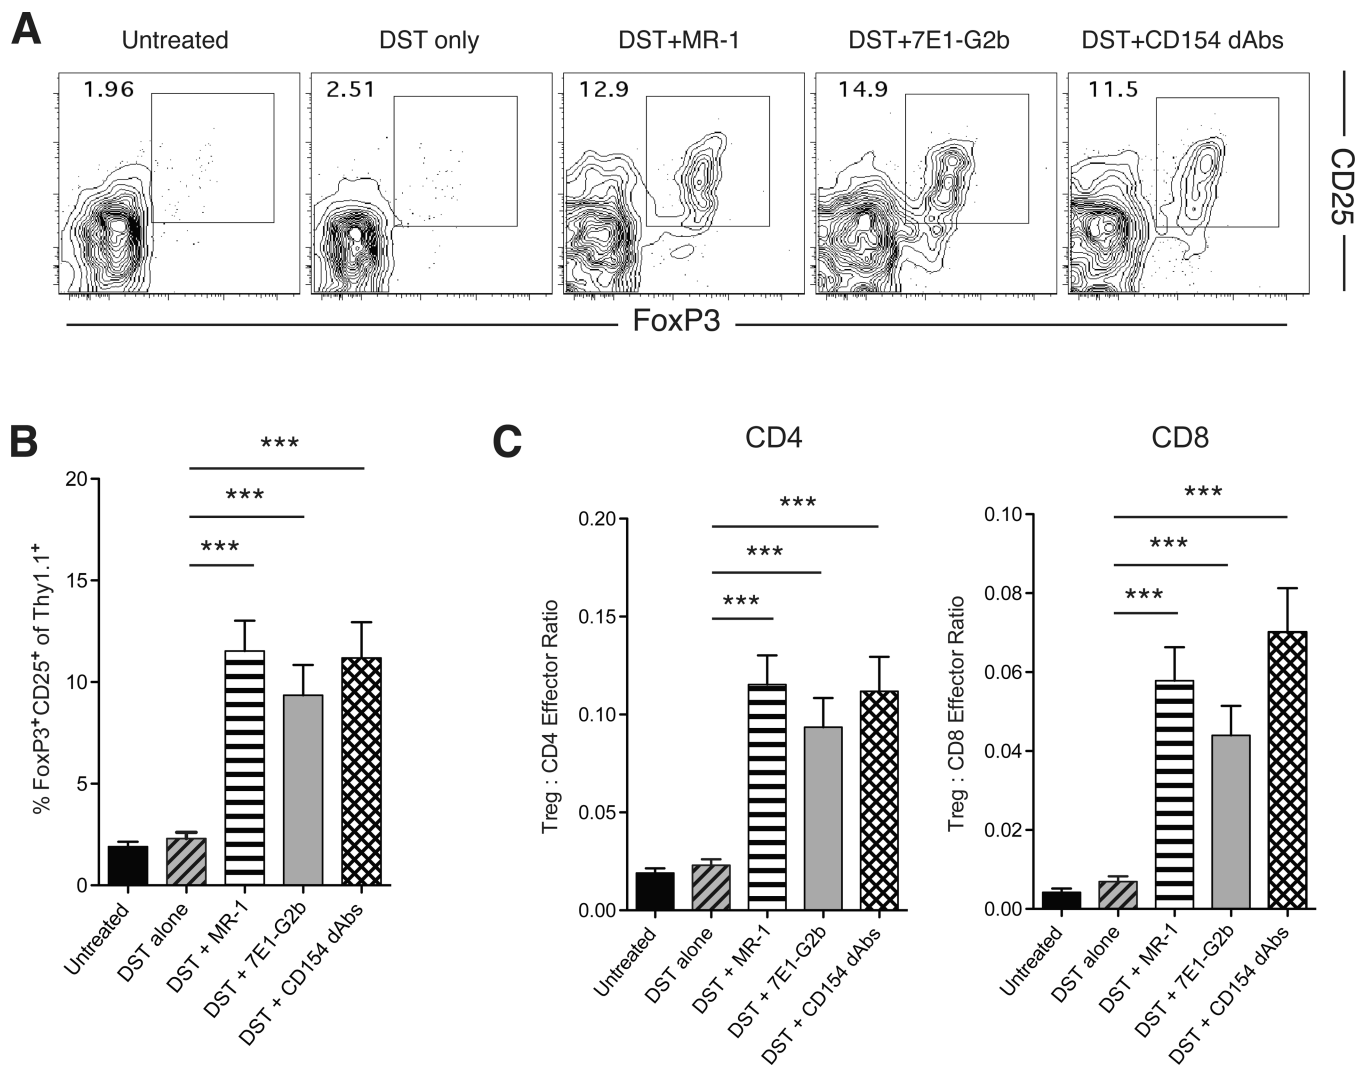 A
Untreated
DST only
DST+MR-1
DST+7E1-G2b
DST+CD154 dAbs
1.96
2.51
12.9
14.9
11.5
CD25
FoxP3
B
***
***
***
20
15
10
5
0
% FoxP3+CD25+ of Thy1.1+
Untreated
DST alone
DST + MR-1
DST + 7E1-G2b
DST + CD154 dAbs
C
CD4
***
***
***
0.20
0.15
0.10
0.05
0.00
Treg : CD4 Effector Ratio
Untreated
DST alone
DST + MR-1
DST + 7E1-G2b
DST + CD154 dAbs
CD8
***
***
***
0.10
0.08
0.06
0.04
0.02
0.00
Treg : CD8 Effector Ratio
Untreated
DST alone
DST + MR-1
DST + 7E1-G2b
DST + CD154 dAbs